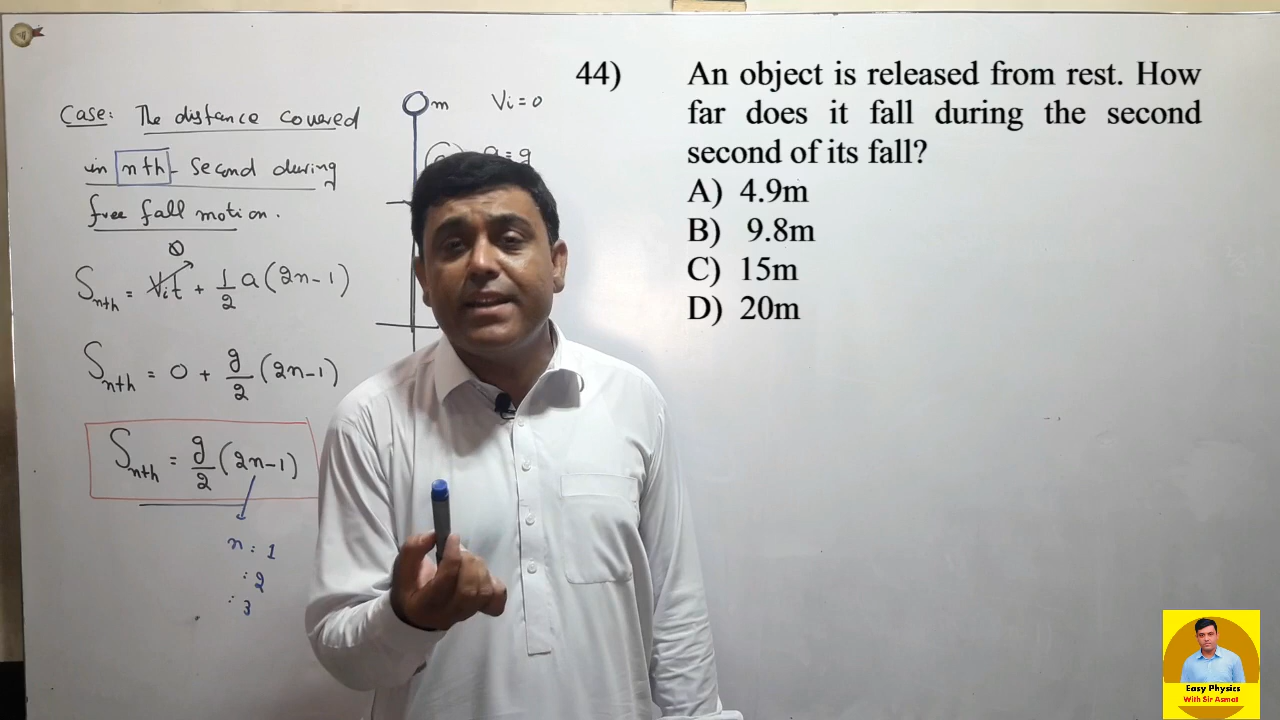 Case: The distance covered
in nth - second during
free fall motion.
0
Snth = Vit + 1/2 a (2n-1)
Snth = 0 + g/2 (2n-1)
Snth = g/2 (2n-1)
n : 1
: 2
: 3
m Vi = 0
a = g
44) An object is released from rest. How
far does it fall during the second
second of its fall?
A) 4.9m
B) 9.8m
C) 15m
D) 20m
Easy Physics
With Sir Asmat